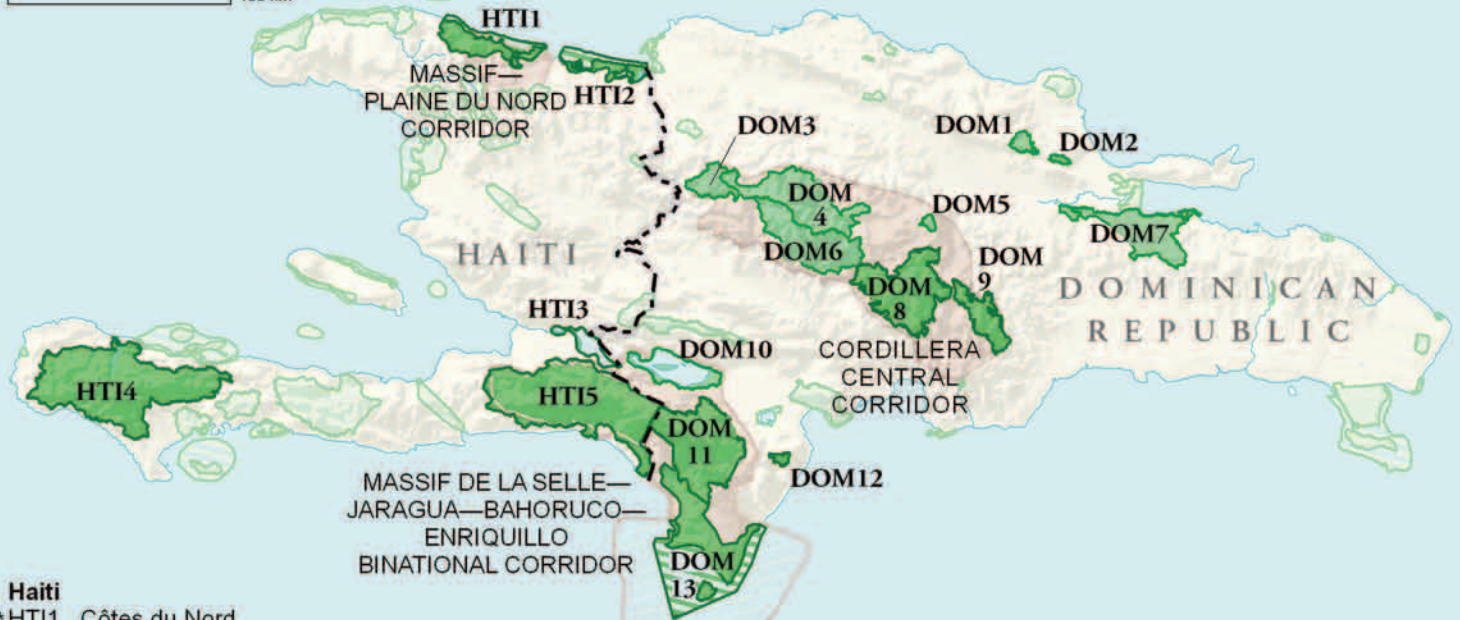 HTI1
MASSIF—
PLAINE DU NORD
CORRIDOR
HTI2
DOM3
DOM1
DOM2
DOM
4
DOM5
DOM6
DOM7
HAITI
DOM
9
DOM
8
DOMINICAN
REPUBLIC
HTI3
DOM10
CORDILLERA
CENTRAL
CORRIDOR
HTI4
HTI5
DOM
11
DOM12
MASSIF DE LA SELLE—
JARAGUA—BAHORUCO—
ENRIQUILLO
BINATIONAL CORRIDOR
DOM
13
Haiti
*HTI1 Côtes du Nord